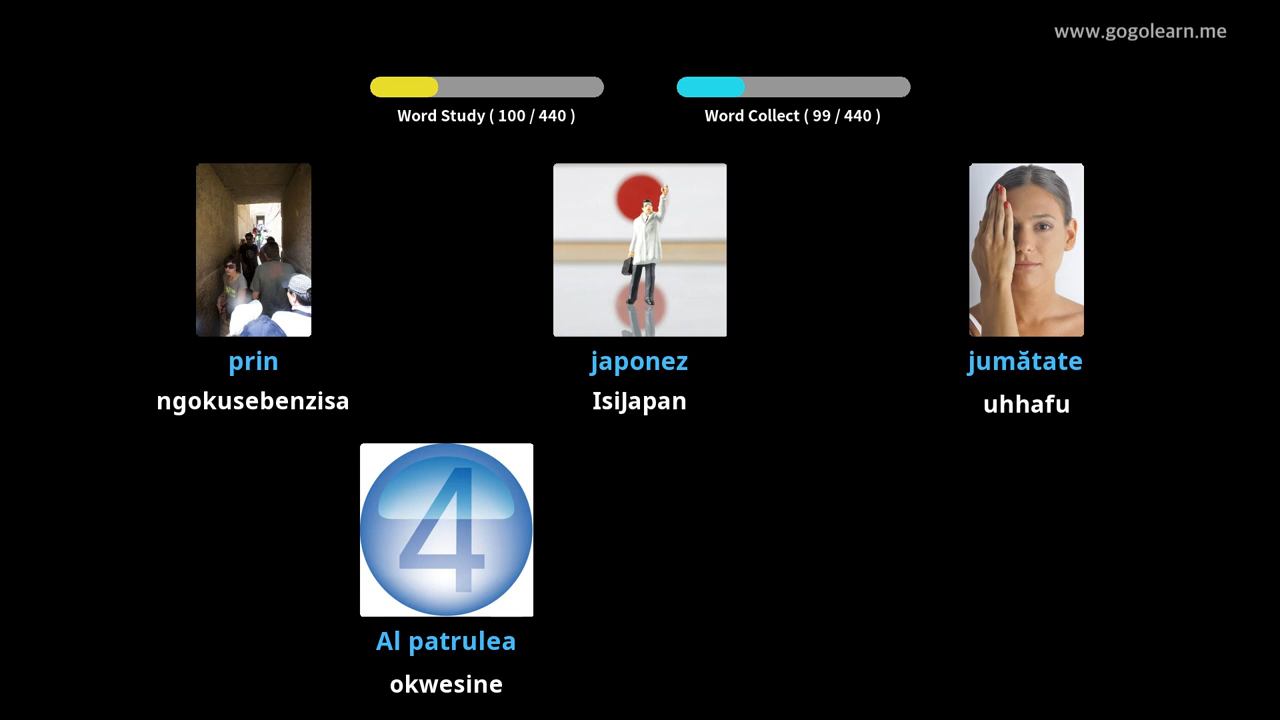 www.gogolearn.me
Word Study ( 100 / 440 )
Word Collect ( 99 / 440 )
prin
ngokusebenzisa
japonez
IsiJapan
jumătate
uhhafu
4
Al patrulea
okwesine